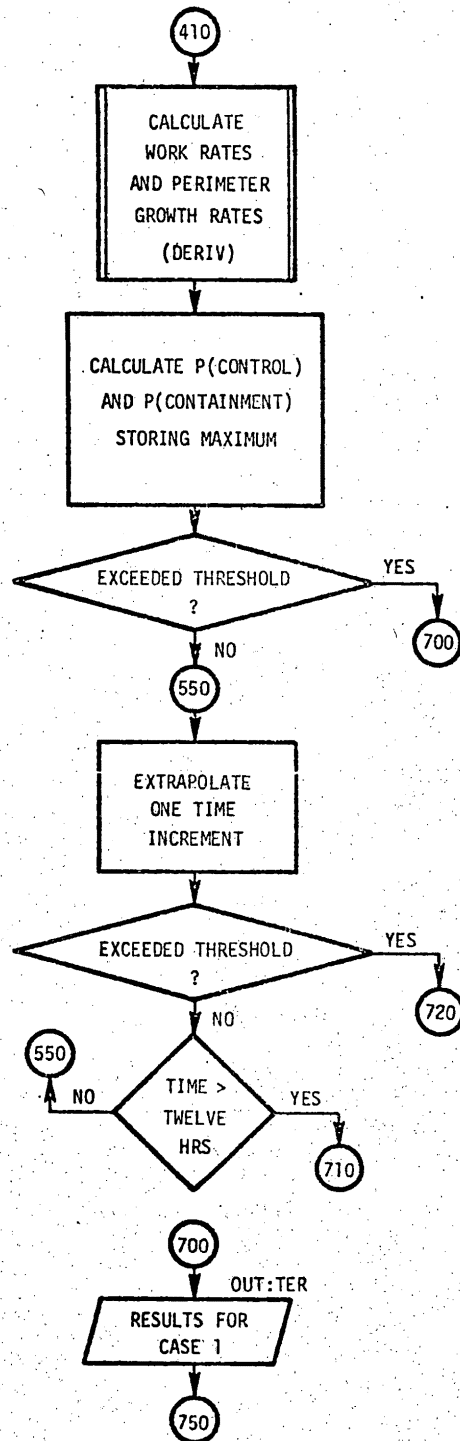 410
CALCULATE
WORK RATES
AND PERIMETER
GROWTH RATES
(DERIV)
CALCULATE P(CONTROL)
AND P(CONTAINMENT)
STORING MAXIMUM
EXCEEDED THRESHOLD
?
YES
700
NO
550
EXTRAPOLATE
ONE TIME
INCREMENT
EXCEEDED THRESHOLD
?
YES
720
NO
550
NO
TIME >
TWELVE
HRS
YES
710
700
OUT:TER
RESULTS FOR
CASE 1
750